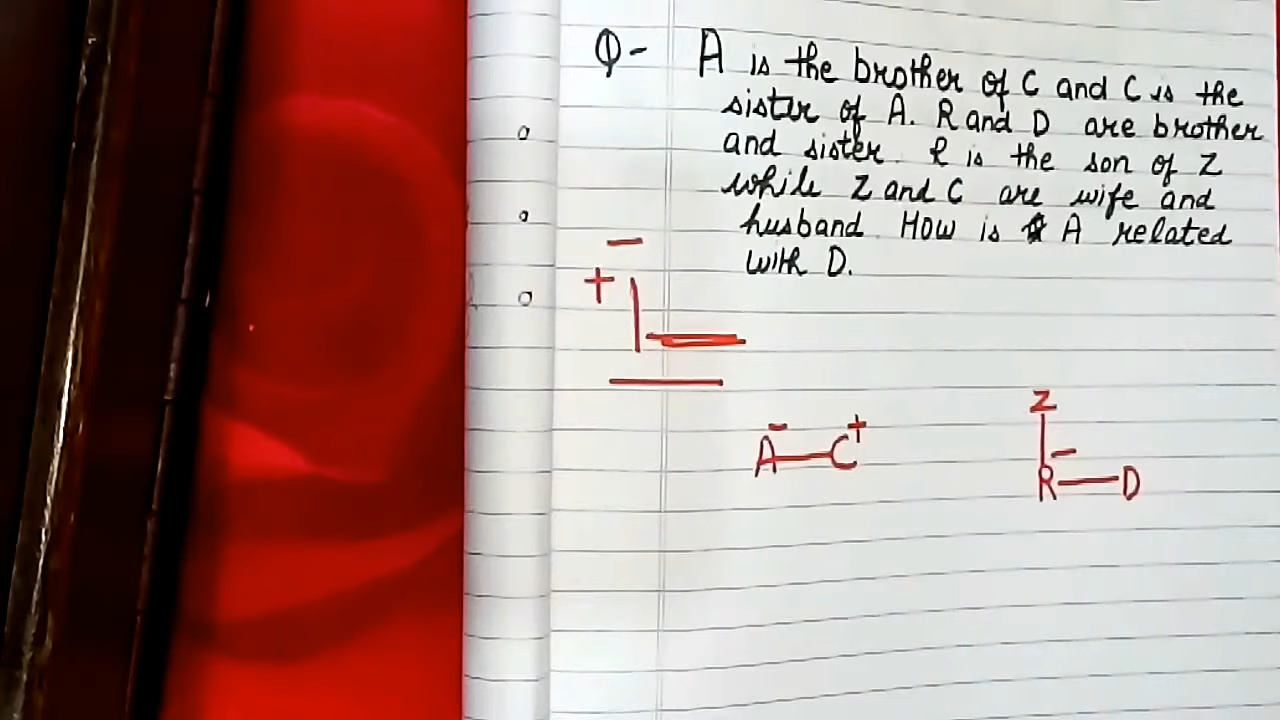 Q- A is the brother of C and C is the
sister of A. R and D are brother
and sister. R is the son of Z
while Z and C are wife and
husband. How is A related
with D.
-
+
- +
A—C
Z
-
R—D